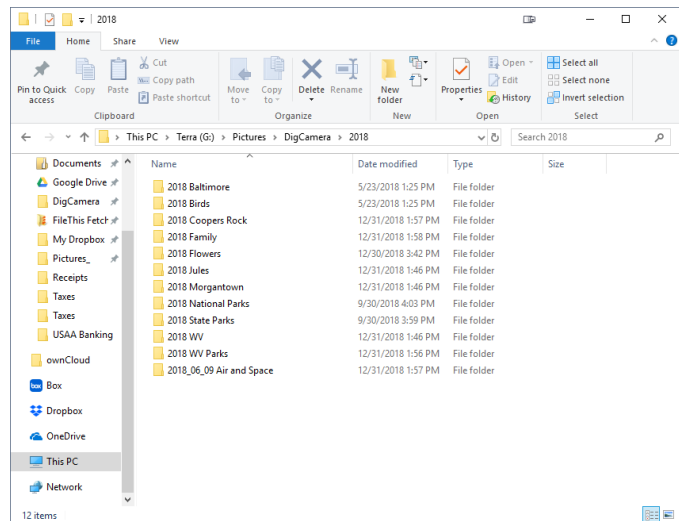 2018
File Home Share View
Pin to Quick access
Copy
Paste
Cut
Copy path
Paste shortcut
Clipboard
Move to
Copy to
Delete
Rename
Organize
New folder
New
Properties
Open
Edit
History
Open
Select all
Select none
Invert selection
Select
This PC > Terra (G:) > Pictures > DigCamera > 2018
Search 2018
Documents
Google Drive
DigCamera
FileThis Fetch
My Dropbox
Pictures_
Receipts
Taxes
Taxes
USAA Banking
ownCloud
box Box
Dropbox
OneDrive
This PC
Network
Name Date modified Type Size
2018 Baltimore 5/23/2018 1:25 PM File folder
2018 Birds 5/23/2018 1:25 PM File folder
2018 Coopers Rock 12/31/2018 1:57 PM File folder
2018 Family 12/31/2018 1:58 PM File folder
2018 Flowers 12/30/2018 3:42 PM File folder
2018 Jules 12/31/2018 1:46 PM File folder
2018 Morgantown 12/31/2018 1:46 PM File folder
2018 National Parks 9/30/2018 4:03 PM File folder
2018 State Parks 9/30/2018 3:59 PM File folder
2018 WV 12/31/2018 1:46 PM File folder
2018 WV Parks 12/31/2018 1:56 PM File folder
2018_06_09 Air and Space 12/31/2018 1:57 PM File folder
12 items